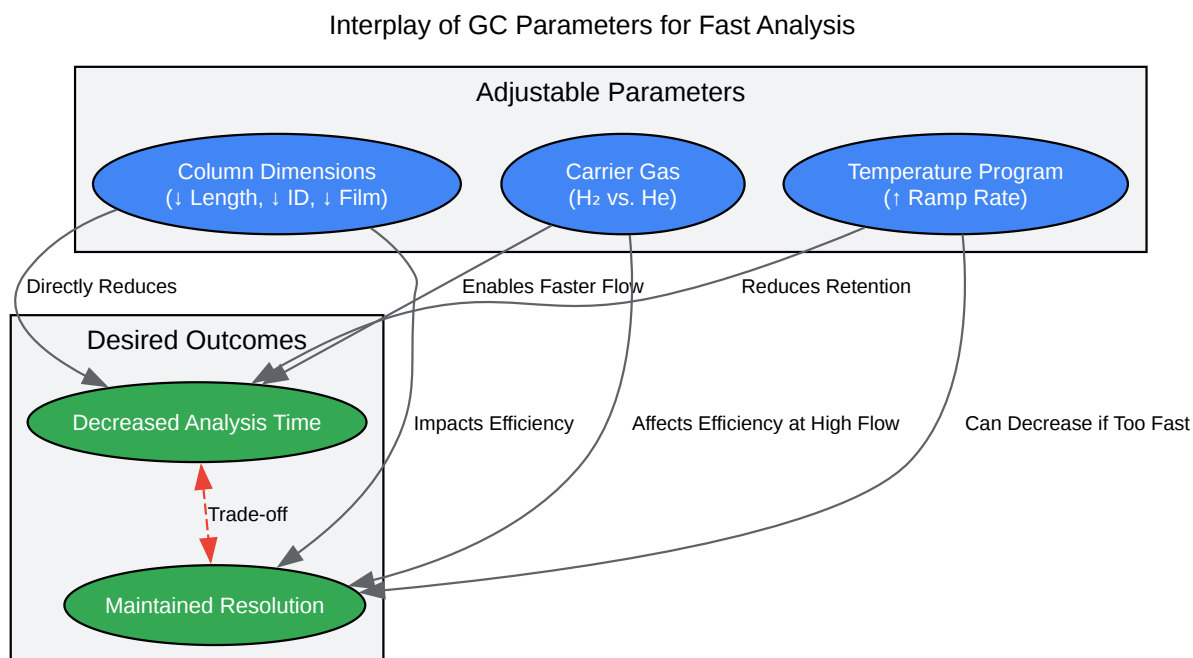 Interplay of GC Parameters for Fast Analysis
Adjustable Parameters
Column Dimensions
(↓ Length, ↓ ID, ↓ Film)
Carrier Gas
(H₂ vs. He)
Temperature Program
(↑ Ramp Rate)
Directly Reduces
Enables Faster Flow
Reduces Retention
Desired Outcomes
Decreased Analysis Time
Impacts Efficiency
Affects Efficiency at High Flow
Can Decrease if Too Fast
Trade-off
Maintained Resolution